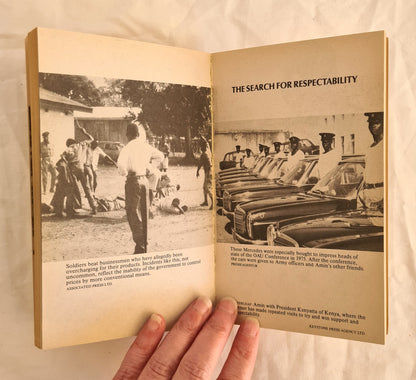 Soldiers beat businessmen who have allegedly been
overcharging for their products. Incidents like this, not
uncommon, reflect the inability of the government to control
prices by more conventional means.
ASSOCIATED PRESS LTD
THE SEARCH FOR RESPECTABILITY
These Mercedes were especially bought to impress heads of
state of the OAU Conference in 1975. After the conference,
the cars were given to Army officers and Amin's other friends.
Amin with President Kenyatta of Kenya, where the
has made repeated visits to try and win support and
KEYSTONE PRESS AGENCY LTD